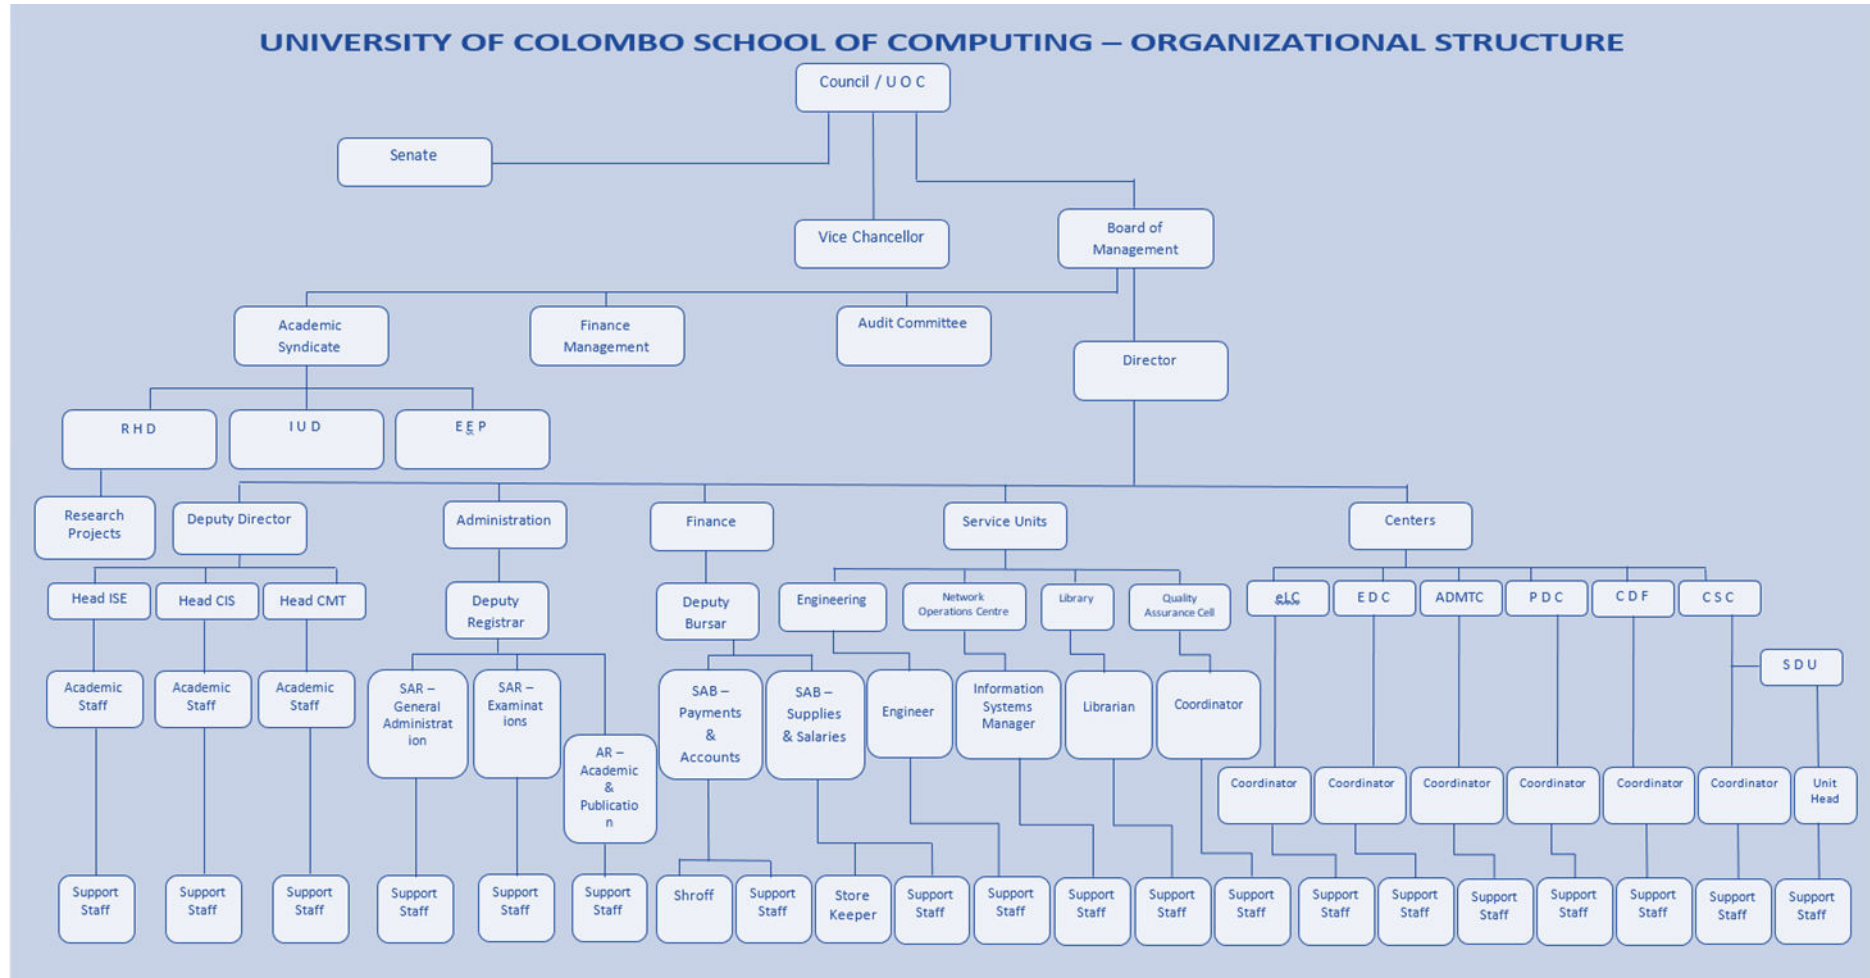 UNIVERSITY OF COLOMBO SCHOOL OF COMPUTING – ORGANIZATIONAL STRUCTURE
Council / U O C
Senate
Vice Chancellor
Board of
Management
Academic
Syndicate
Finance
Management
Audit Committee
Director
R H D
I U D
E E P
Research
Projects
Deputy Director
Administration
Finance
Service Units
Centers
Head ISE
Head CIS
Head CMT
Deputy
Registrar
Deputy
Bursar
Engineering
Network
Operations Centre
Library
Quality
Assurance Cell
eLC
E D C
ADMTC
P D C
C D F
C S C
S D U
Academic
Staff
Academic
Staff
Academic
Staff
SAR –
General
Administrat
ion
SAR –
Examinat
ions
AR –
Academic
&
Publicatio
n
SAB –
Payments
&
Accounts
SAB –
Supplies
& Salaries
Engineer
Information
Systems
Manager
Librarian
Coordinator
Coordinator
Coordinator
Coordinator
Coordinator
Coordinator
Coordinator
Unit
Head
Support
Staff
Support
Staff
Support
Staff
Support
Staff
Support
Staff
Support
Staff
Shroff
Support
Staff
Store
Keeper
Support
Staff
Support
Staff
Support
Staff
Support
Staff
Support
Staff
Support
Staff
Support
Staff
Support
Staff
Support
Staff
Support
Staff
Support
Staff
Support
Staff